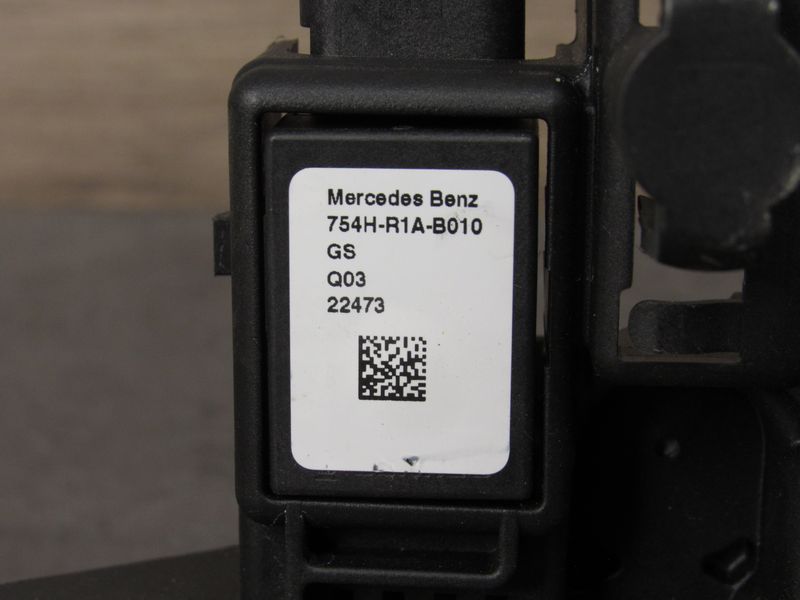 Mercedes Benz
754H-R1A-B010
GS
Q03
22473